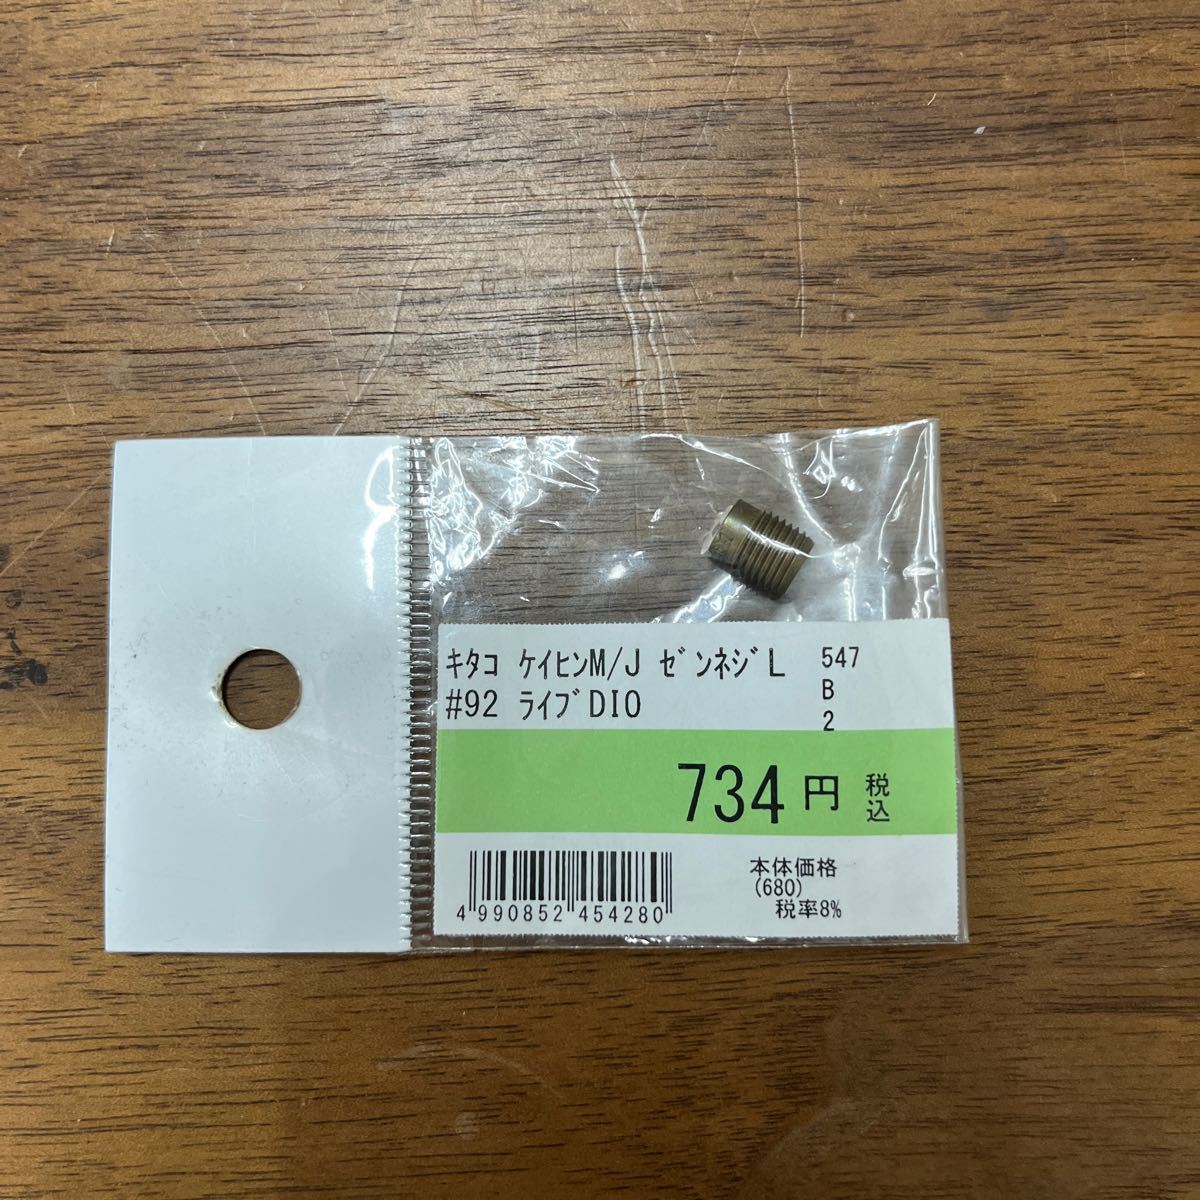 ｷﾀｺ ｹｲﾋﾝM/J ｾﾞﾝﾈｼﾞL 547
#92 ﾗｲﾌﾞDIO B
2
734円 税込
本体価格
(680)
税率8%
4 990852 454280